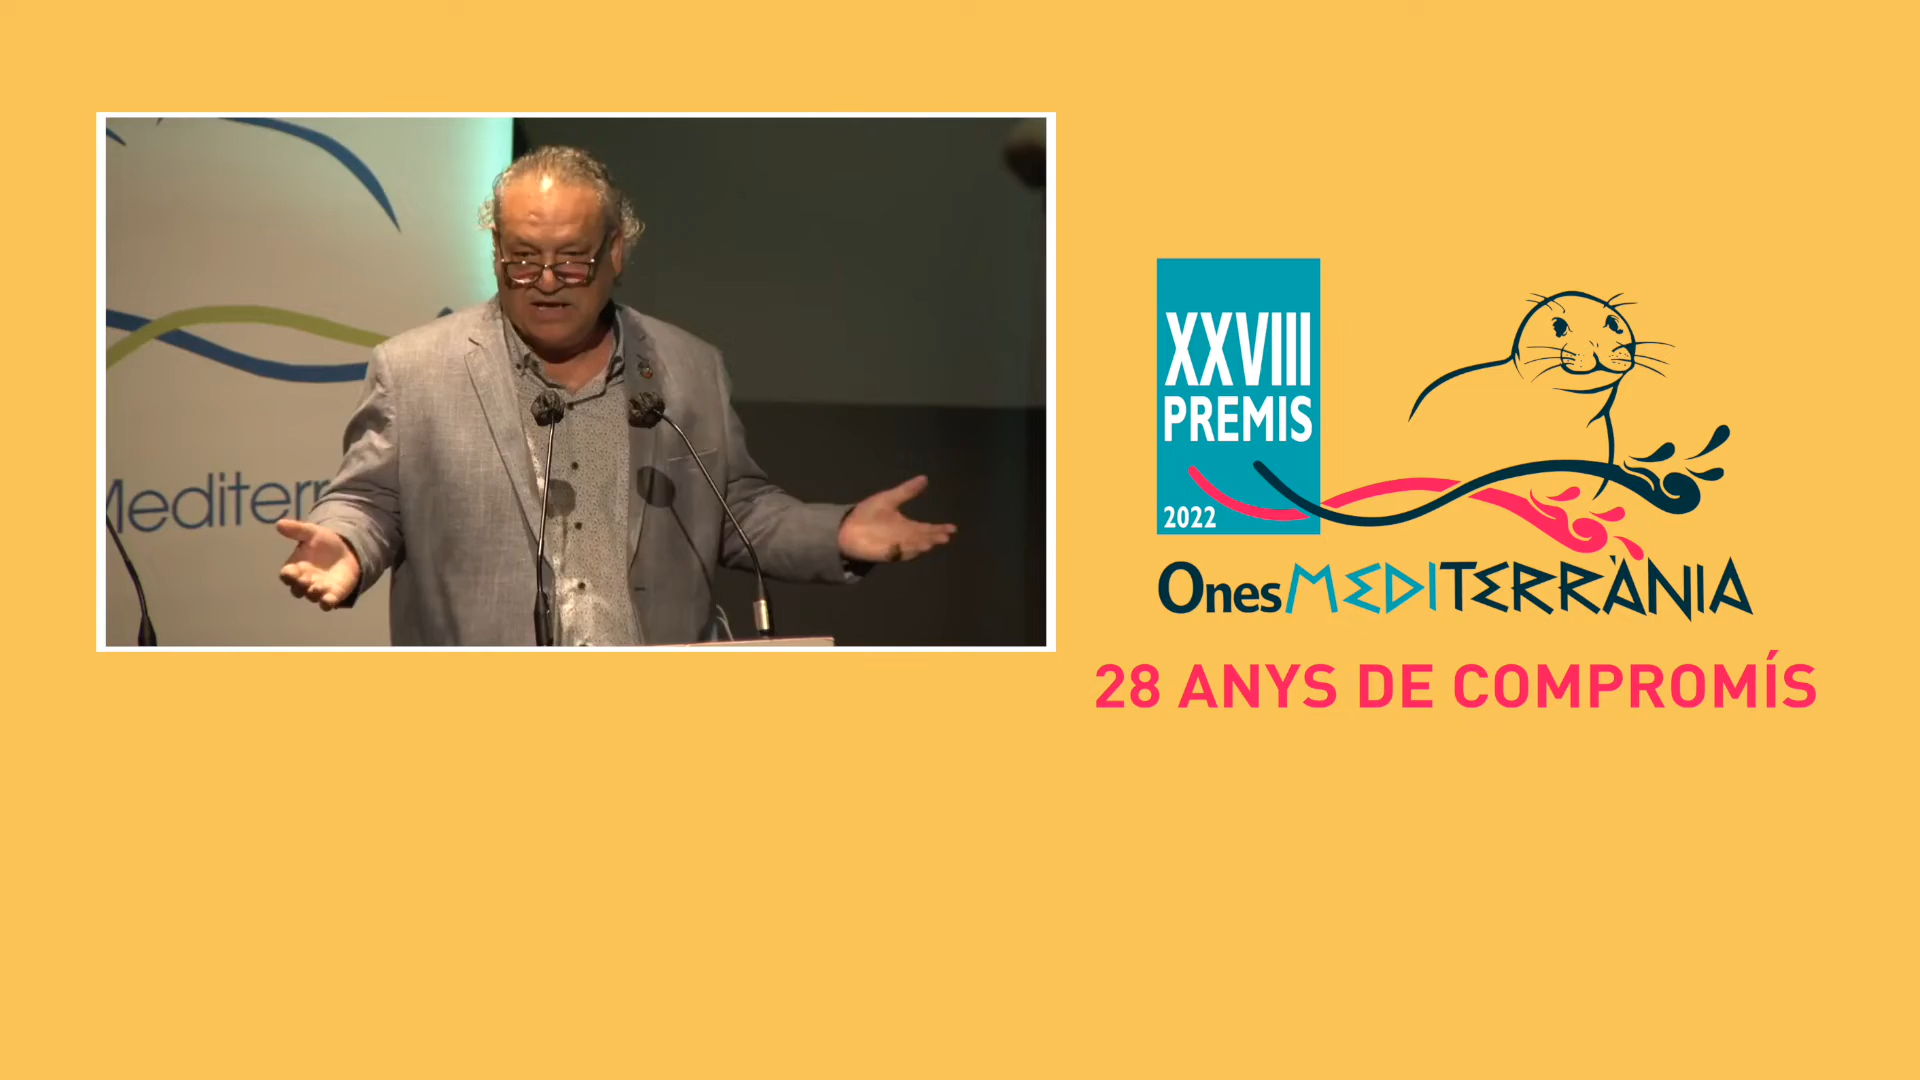 Mediterr
XXVIII
PREMIS
2022
OnesMEDITERRÀNIA
28 ANYS DE COMPROMÍS